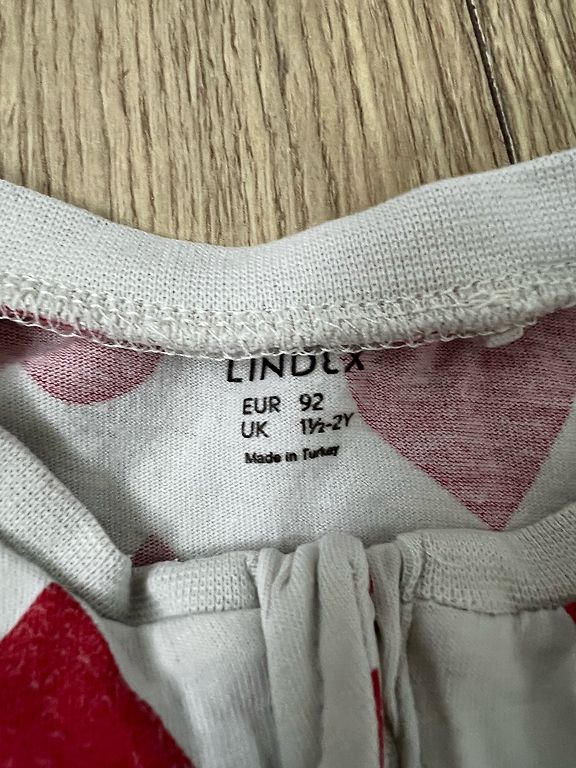 LINDEX
EUR 92
UK 1½-2Y
Made in Turkey